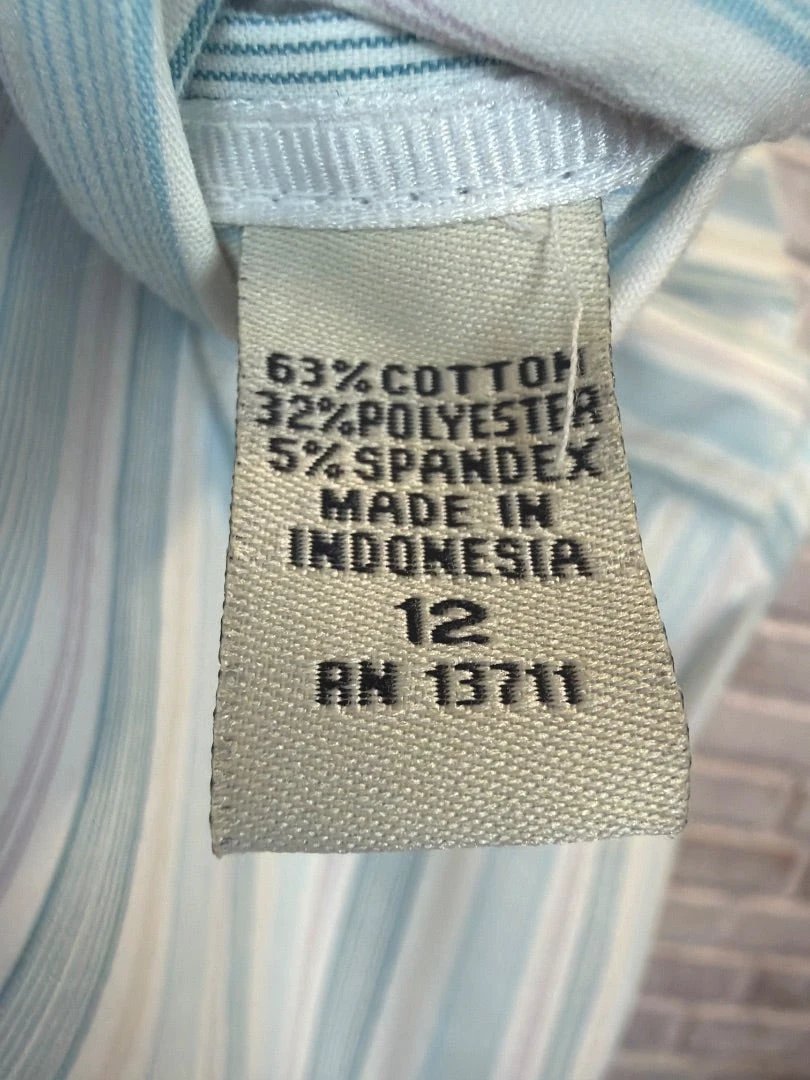 63% COTTON
32% POLYESTER
5% SPANDEX
MADE IN
INDONESIA
12
RN 13711